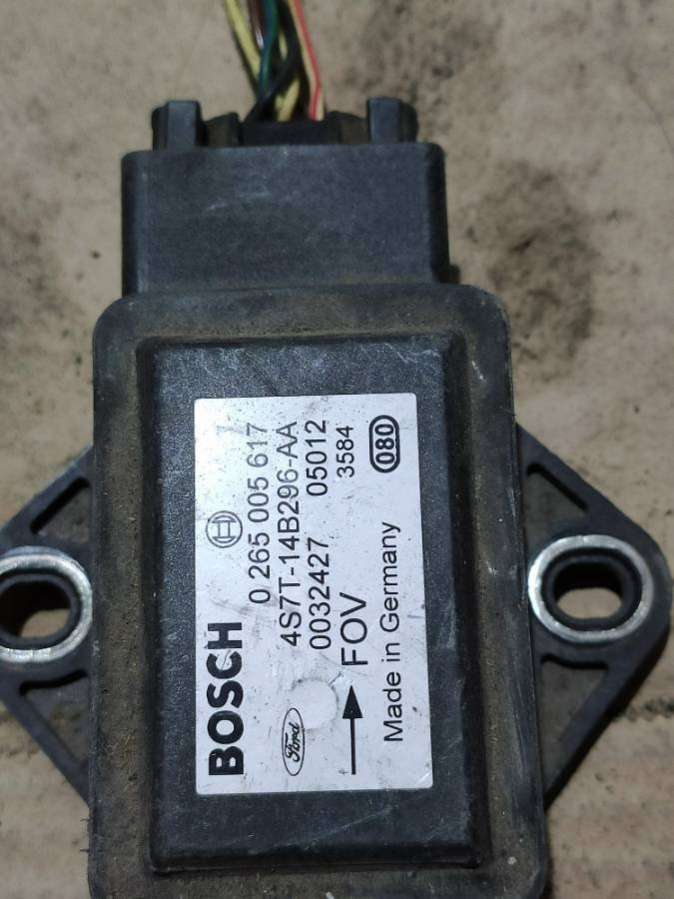 BOSCH
0 265 005 617
4S7T-14B296-AA
0032427 05012
3584
080
Ford
FOV
Made in Germany